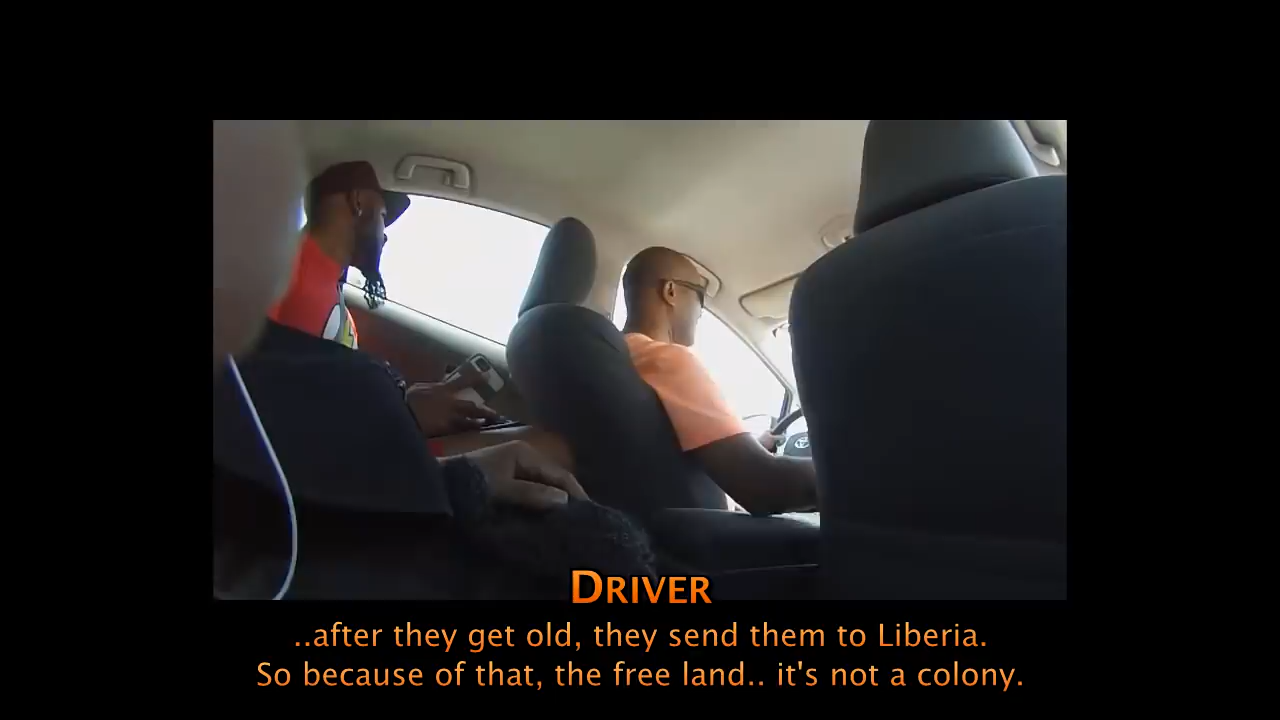 DRIVER
..after they get old, they send them to Liberia.
So because of that, the free land.. it's not a colony.